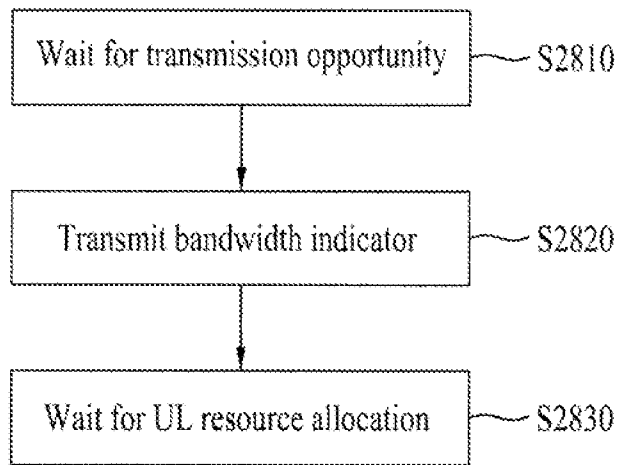 Wait for transmission opportunity S2810
Transmit bandwidth indicator S2820
Wait for UL resource allocation S2830